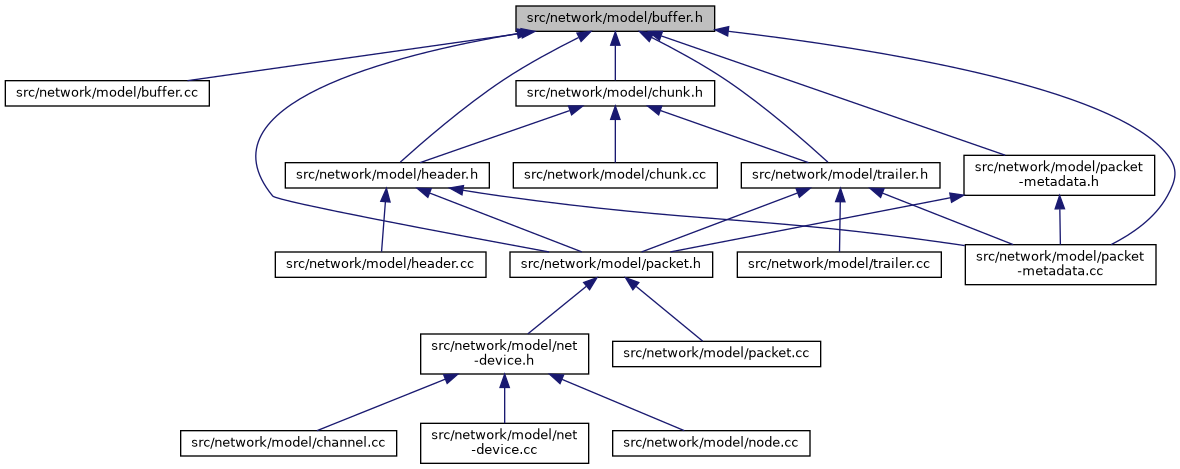 src/network/model/buffer.h
src/network/model/buffer.cc
src/network/model/chunk.h
src/network/model/header.h
src/network/model/chunk.cc
src/network/model/trailer.h
src/network/model/packet
-metadata.h
src/network/model/header.cc
src/network/model/packet.h
src/network/model/trailer.cc
src/network/model/packet
-metadata.cc
src/network/model/net
-device.h
src/network/model/packet.cc
src/network/model/channel.cc
src/network/model/net
-device.cc
src/network/model/node.cc